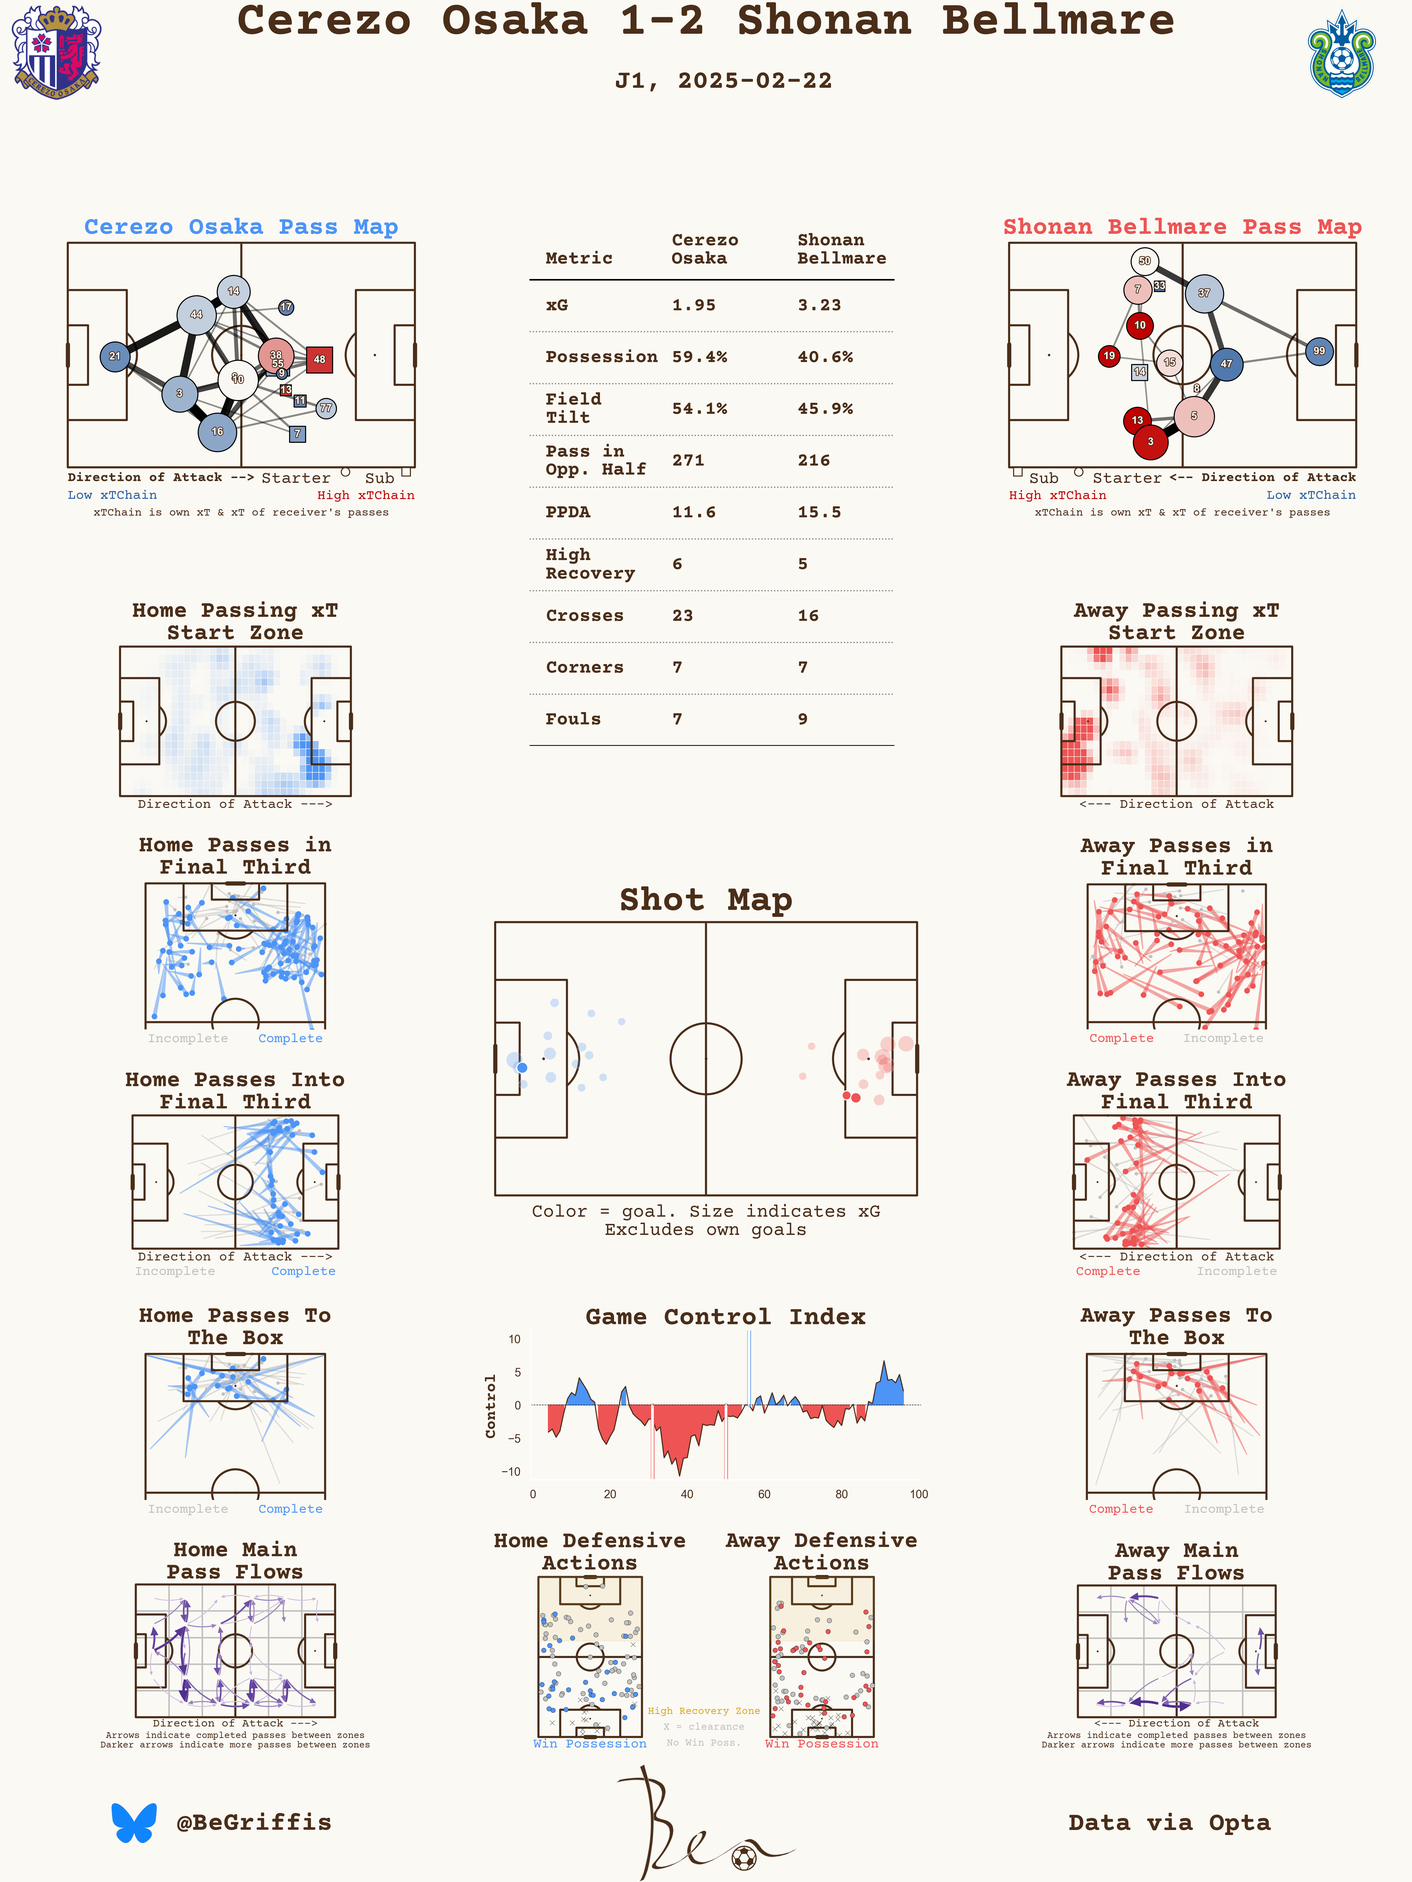 Cerezo Osaka 1-2 Shonan Bellmare
J1, 2025-02-22
CEREZO OSAKA
Cerezo Osaka Pass Map
14
17
44
21
38
55
48
9
10
13
3
11
77
16
7
Direction of Attack --> Starter Sub
Low xTChain High xTChain
xTChain is own xT & xT of receiver's passes
Metric Cerezo Osaka Shonan Bellmare
xG 1.95 3.23
Possession 59.4% 40.6%
Field Tilt 54.1% 45.9%
Pass in Opp. Half 271 216
PPDA 11.6 15.5
High Recovery 6 5
Crosses 23 16
Corners 7 7
Fouls 7 9
Shonan Bellmare Pass Map
50
7
33
37
10
19
15
99
14
47
8
13
5
3
Sub Starter <-- Direction of Attack
High xTChain Low xTChain
xTChain is own xT & xT of receiver's passes
Home Passing xT
Start Zone
Direction of Attack --->
Away Passing xT
Start Zone
<--- Direction of Attack
Home Passes in
Final Third
Incomplete Complete
Away Passes in
Final Third
Complete Incomplete
Shot Map
Color = goal. Size indicates xG
Excludes own goals
Home Passes Into
Final Third
Direction of Attack --->
Incomplete Complete
Away Passes Into
Final Third
<--- Direction of Attack
Complete Incomplete
Home Passes To
The Box
Incomplete Complete
Game Control Index
Control
10
5
0
−5
−10
0 20 40 60 80 100
Away Passes To
The Box
Complete Incomplete
Home Main
Pass Flows
Direction of Attack --->
Arrows indicate completed passes between zones
Darker arrows indicate more passes between zones
Home Defensive
Actions
Win Possession
High Recovery Zone
X = clearance
No Win Poss.
Away Defensive
Actions
Win Possession
Away Main
Pass Flows
<--- Direction of Attack
Arrows indicate completed passes between zones
Darker arrows indicate more passes between zones
@BeGriffis
Ben
Data via Opta